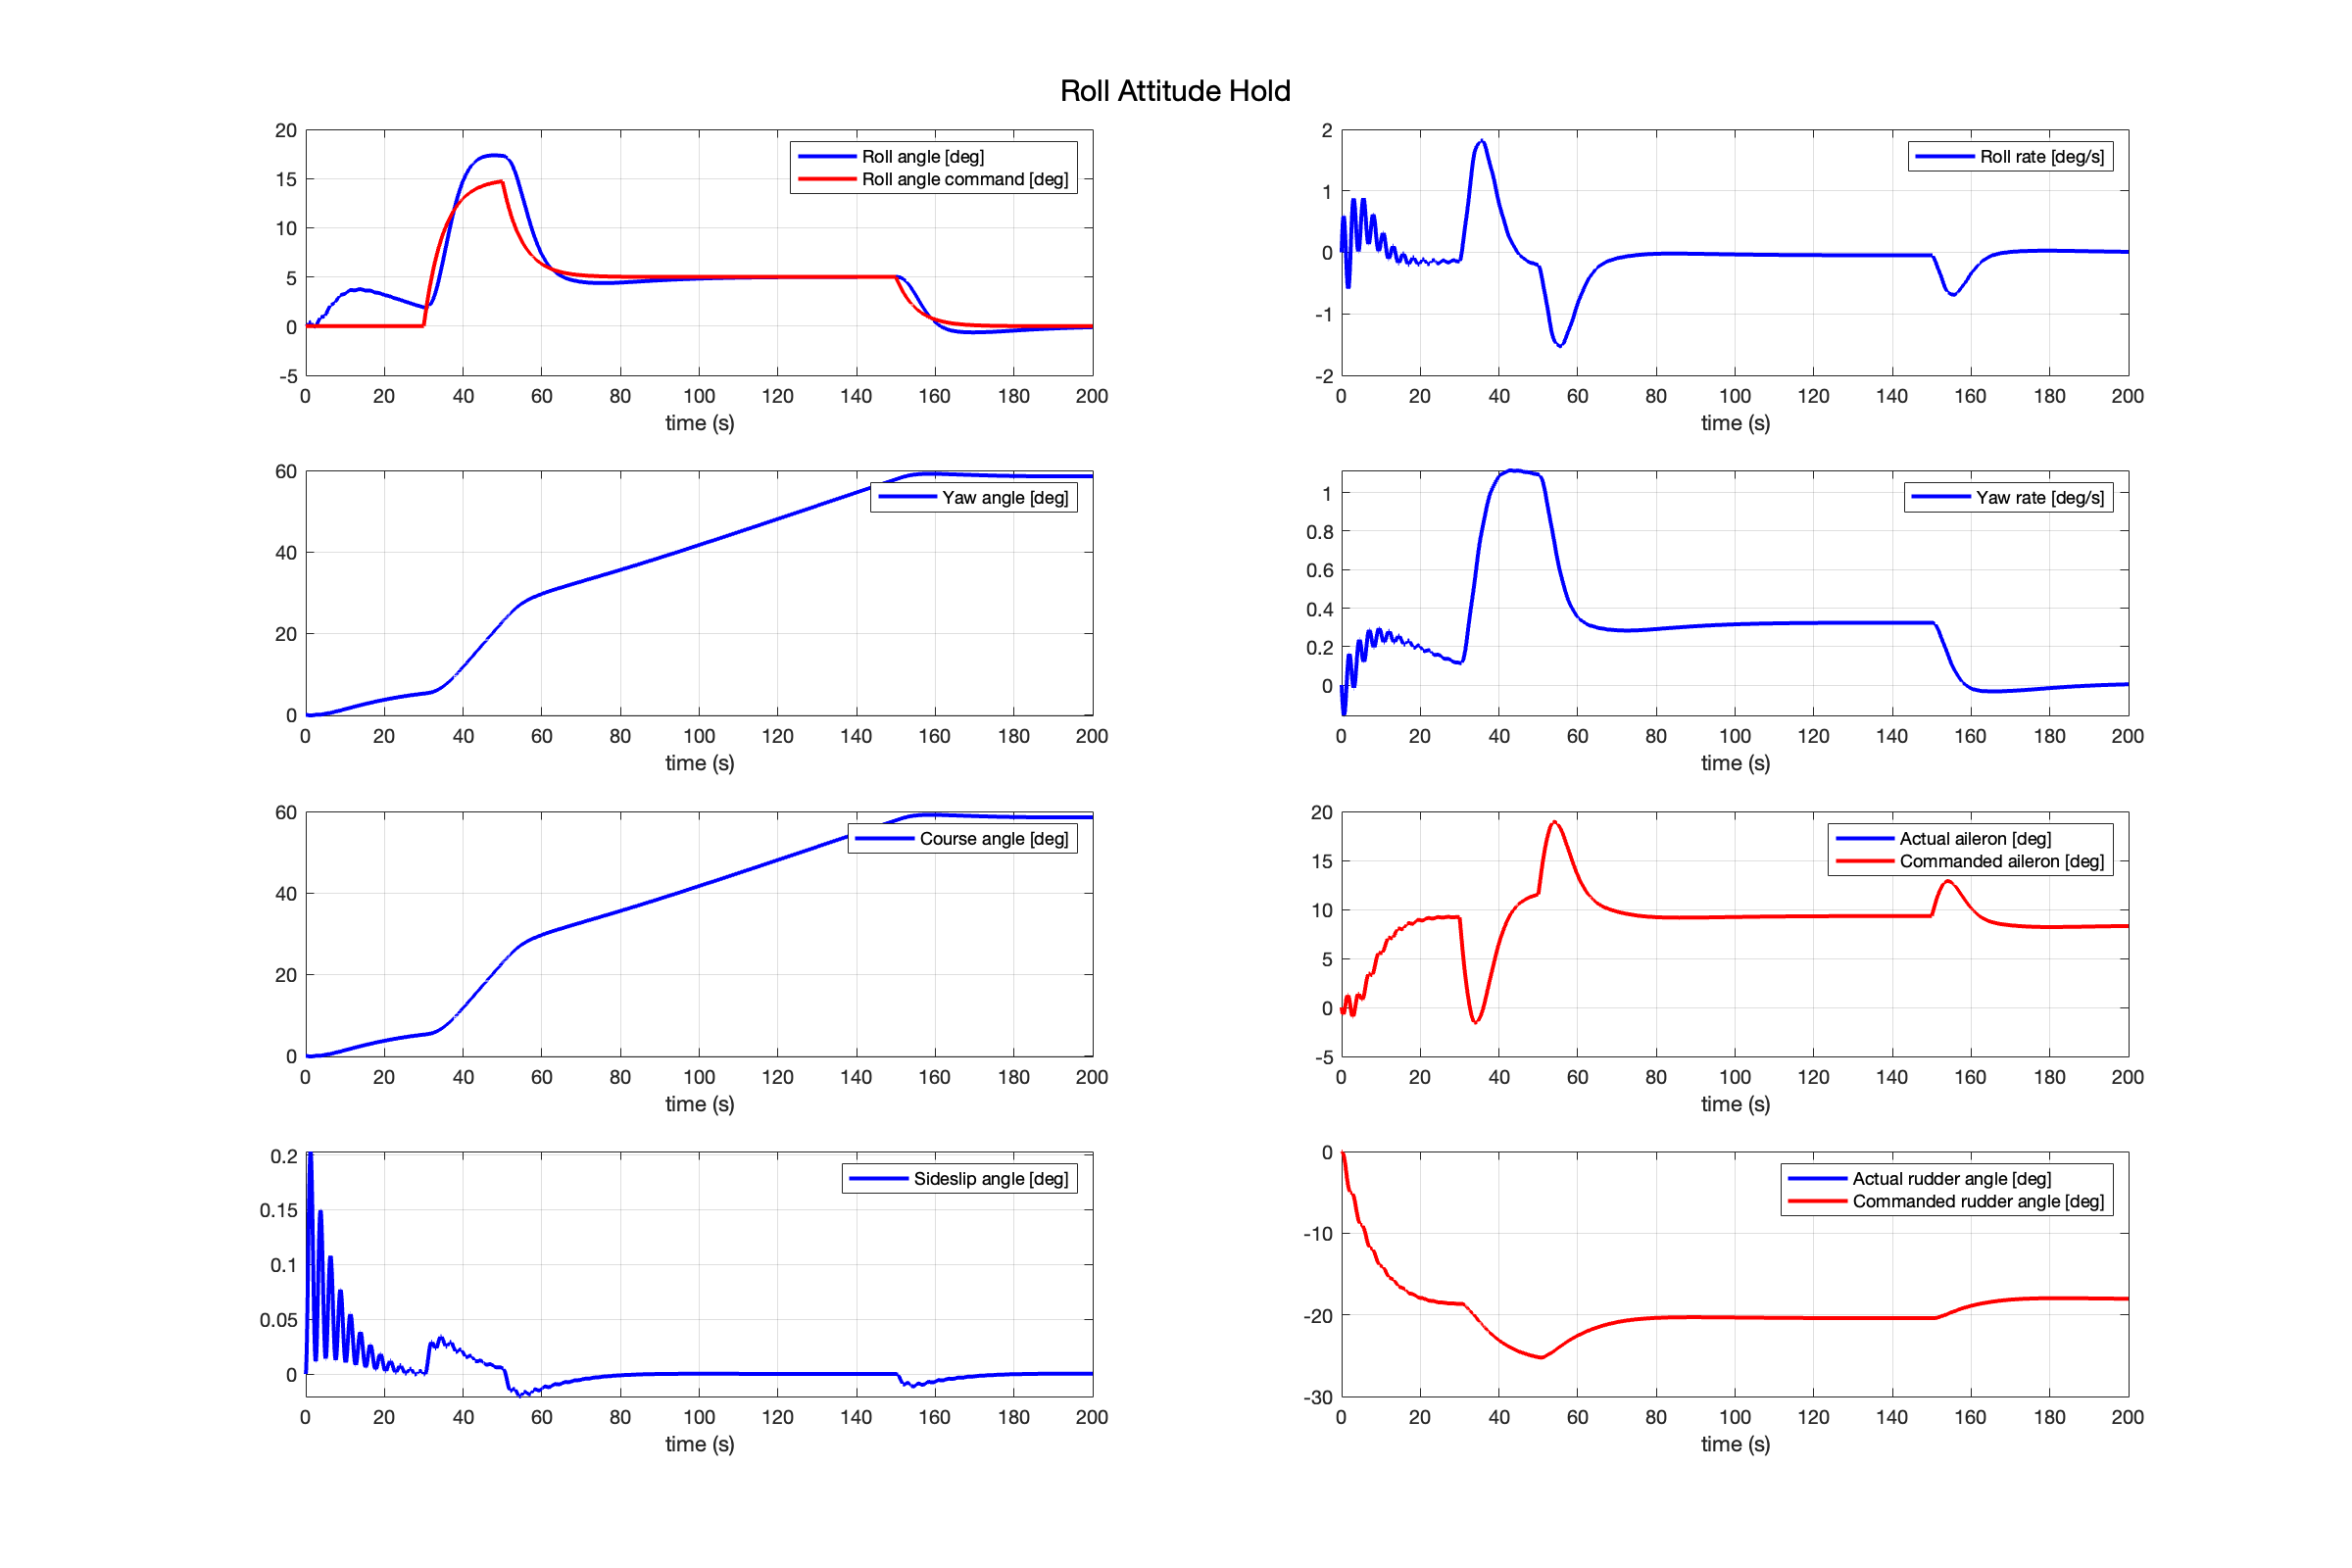 Roll Attitude Hold
20
15
10
5
0
-5
Roll angle [deg]
Roll angle command [deg]
0 20 40 60 80 100 120 140 160 180 200
time (s)
2
1
0
-1
-2
Roll rate [deg/s]
0 20 40 60 80 100 120 140 160 180 200
time (s)
60
40
20
0
Yaw angle [deg]
0 20 40 60 80 100 120 140 160 180 200
time (s)
1
0.8
0.6
0.4
0.2
0
Yaw rate [deg/s]
0 20 40 60 80 100 120 140 160 180 200
time (s)
60
40
20
0
Course angle [deg]
0 20 40 60 80 100 120 140 160 180 200
time (s)
20
15
10
5
0
-5
Actual aileron [deg]
Commanded aileron [deg]
0 20 40 60 80 100 120 140 160 180 200
time (s)
0.2
0.15
0.1
0.05
0
Sideslip angle [deg]
0 20 40 60 80 100 120 140 160 180 200
time (s)
0
-10
-20
-30
Actual rudder angle [deg]
Commanded rudder angle [deg]
0 20 40 60 80 100 120 140 160 180 200
time (s)